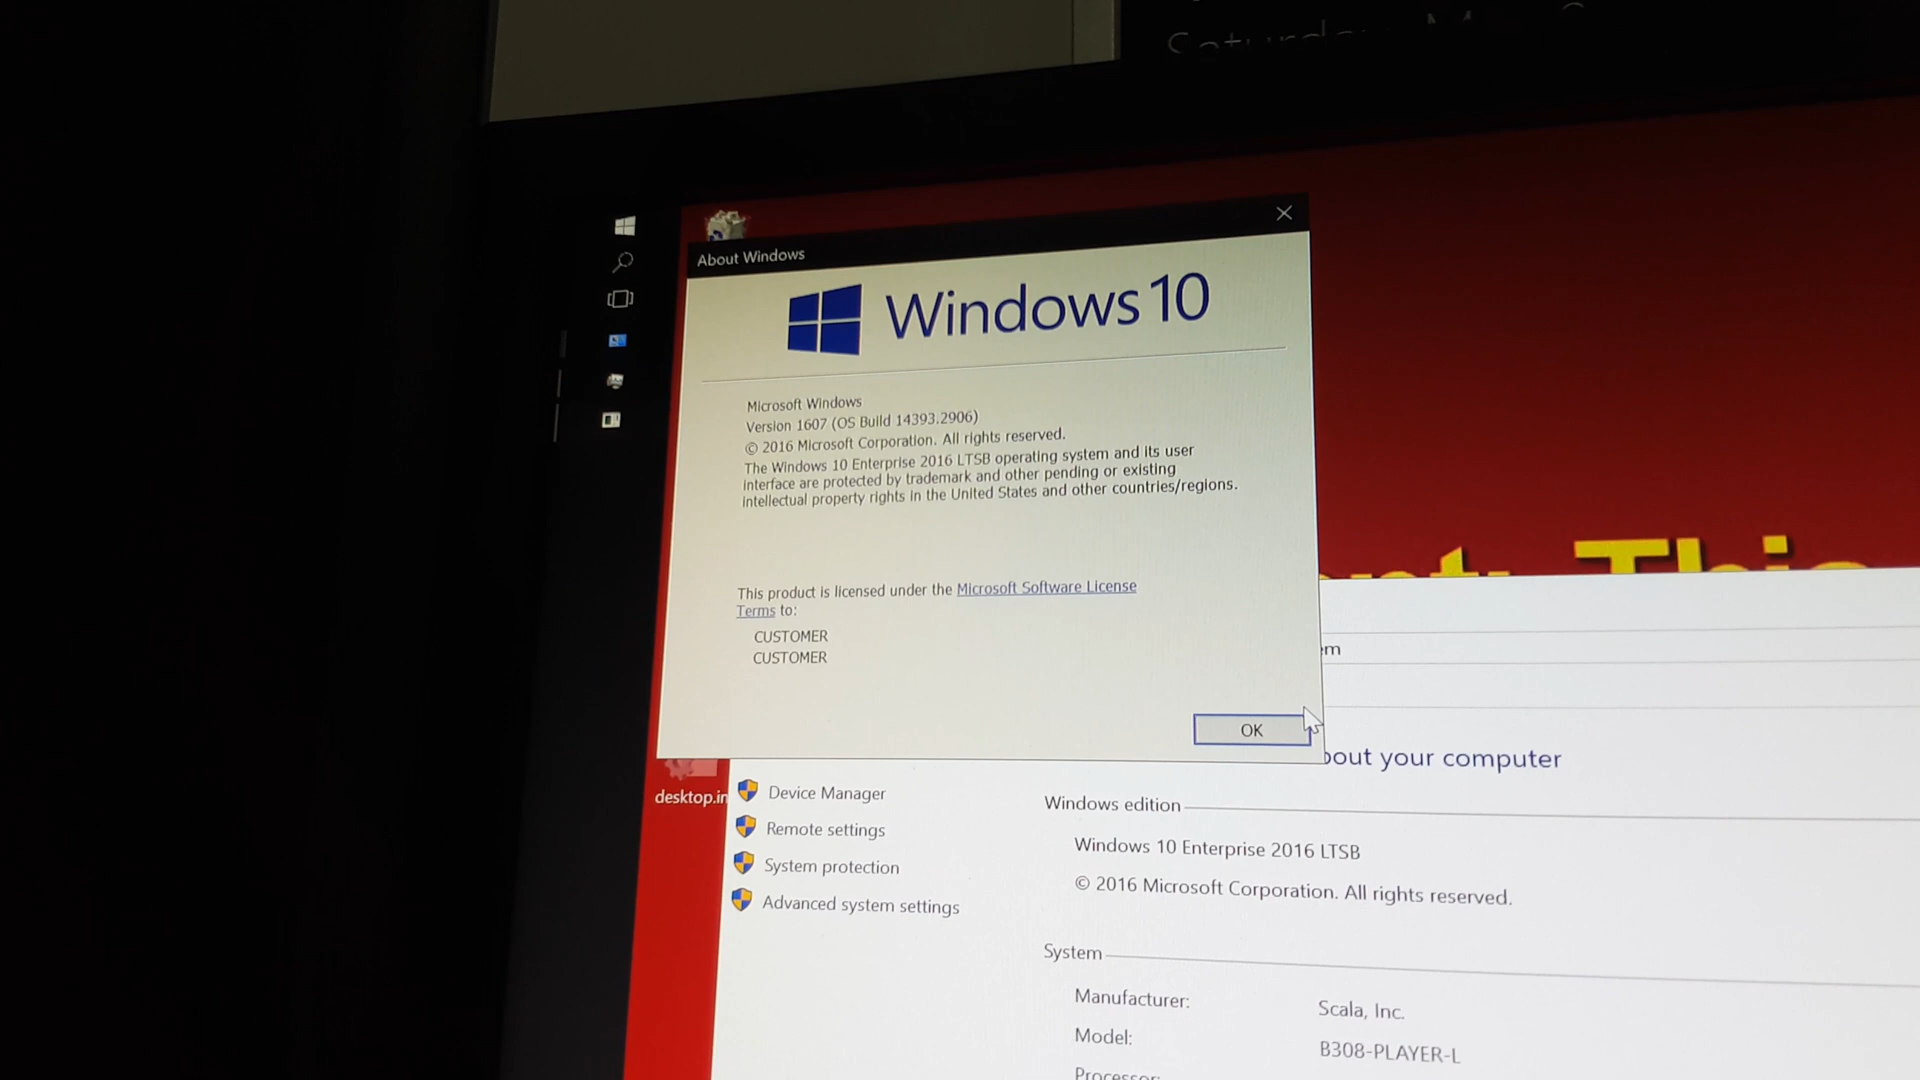 About Windows
Windows 10
Microsoft Windows
Version 1607 (OS Build 14393.2906)
© 2016 Microsoft Corporation. All rights reserved.
The Windows 10 Enterprise 2016 LTSB operating system and its user
interface are protected by trademark and other pending or existing
intellectual property rights in the United States and other countries/regions.
This product is licensed under the Microsoft Software License
Terms to:
CUSTOMER
CUSTOMER
OK
em
bout your computer
desktop.in
Device Manager
Remote settings
System protection
Advanced system settings
Windows edition
Windows 10 Enterprise 2016 LTSB
© 2016 Microsoft Corporation. All rights reserved.
System
Manufacturer:
Scala, Inc.
Model:
B308-PLAYER-L
Processor: